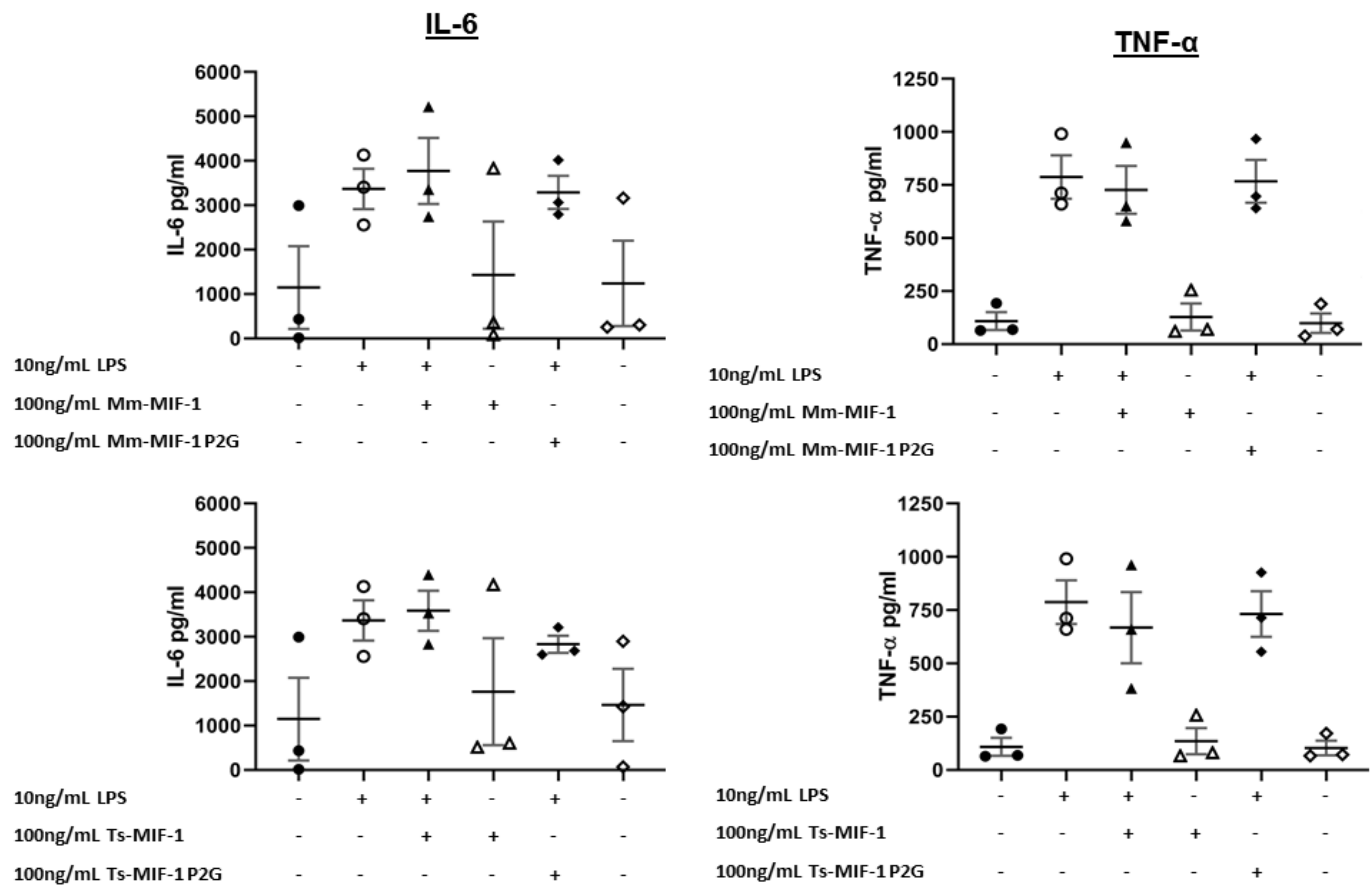 IL-6
TNF-α
6000
5000
4000
3000
2000
1000
0
IL-6 pg/ml
10ng/mL LPS - + + - + -
100ng/mL Mm-MIF-1 - - + + - -
100ng/mL Mm-MIF-1 P2G - - - - + -
1250
1000
750
500
250
0
TNF-α pg/ml
10ng/mL LPS - + + - + -
100ng/mL Mm-MIF-1 - - + + - -
100ng/mL Mm-MIF-1 P2G - - - - + -
6000
5000
4000
3000
2000
1000
0
IL-6 pg/ml
10ng/mL LPS - + + - + -
100ng/mL Ts-MIF-1 - - + + - -
100ng/mL Ts-MIF-1 P2G - - - - + -
1250
1000
750
500
250
0
TNF-α pg/ml
10ng/mL LPS - + + - + -
100ng/mL Ts-MIF-1 - - + + - -
100ng/mL Ts-MIF-1 P2G - - - - + -